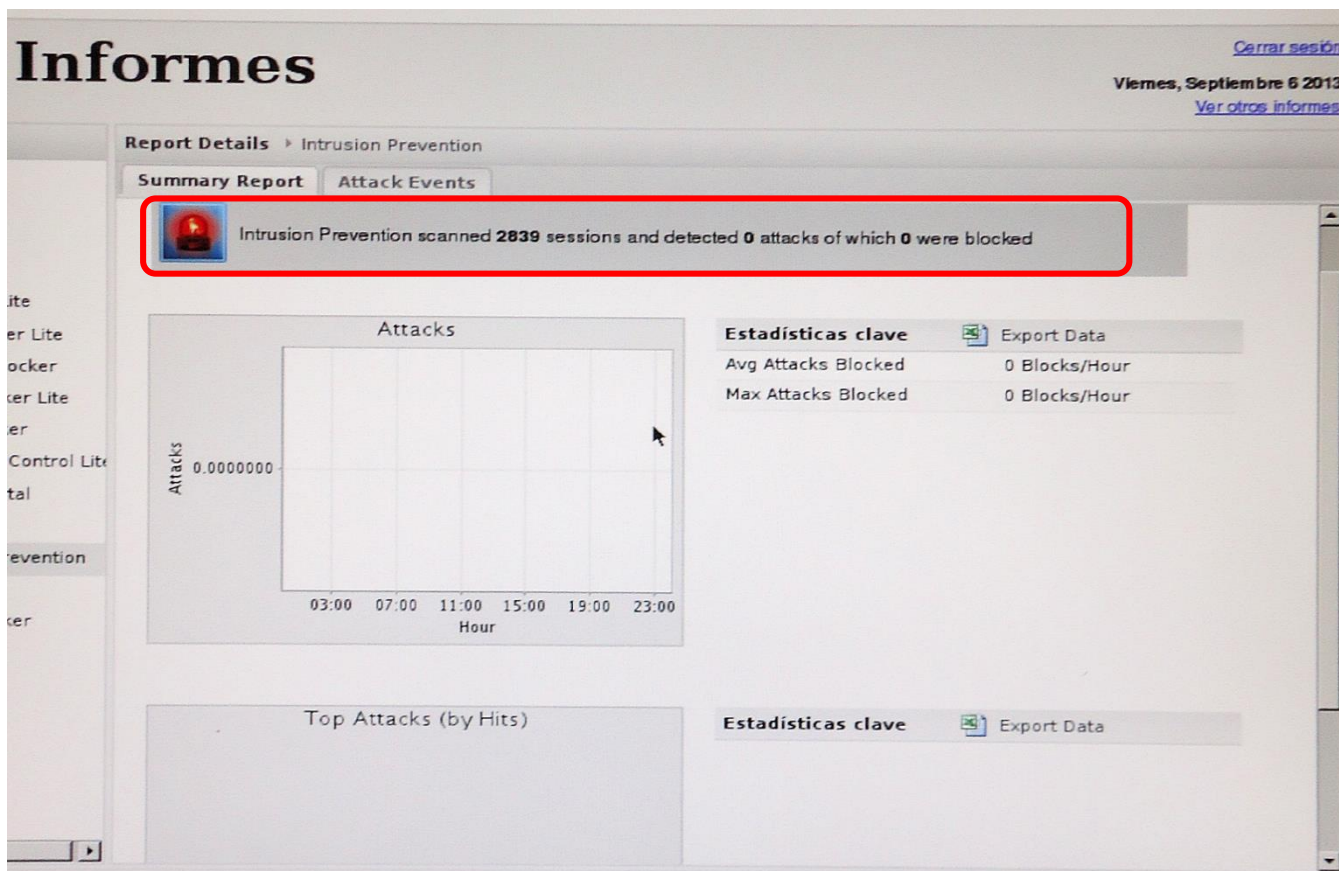 Informes
Cerrar sesión
Viernes, Septiembre 6 2013
Ver otros informes
Report Details Intrusion Prevention
Summary Report Attack Events
Intrusion Prevention scanned 2839 sessions and detected 0 attacks of which 0 were blocked
ite
er Lite
ocker
ker Lite
er
Control Lite
tal
evention
ker
Attacks
Attacks
0.0000000
03:00 07:00 11:00 15:00 19:00 23:00
Hour
Estadísticas clave Export Data
Avg Attacks Blocked 0 Blocks/Hour
Max Attacks Blocked 0 Blocks/Hour
Top Attacks (by Hits)
Estadísticas clave Export Data